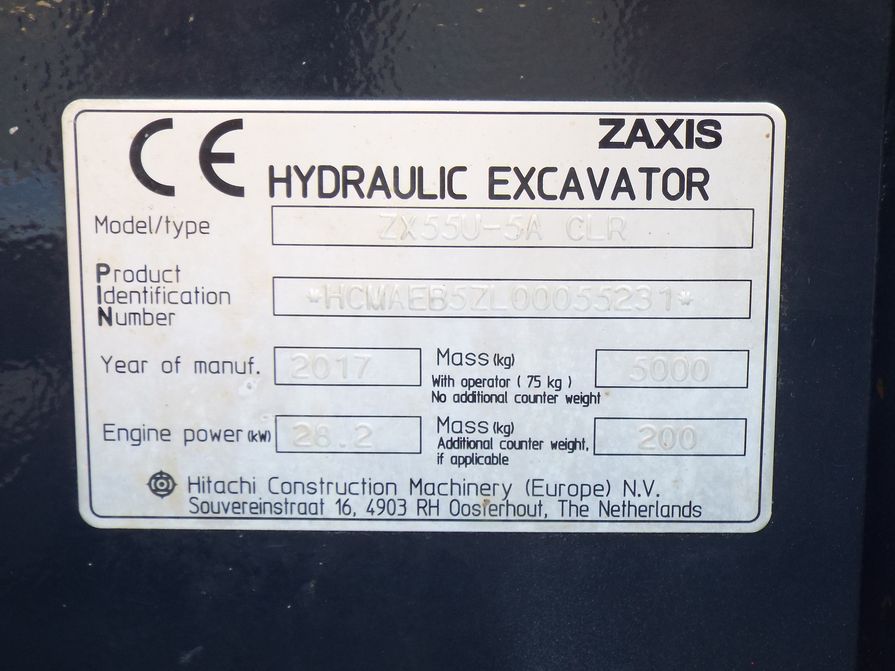 CE ZAXIS
HYDRAULIC EXCAVATOR
Model/type ZX55U-5A CLR
Product
Identification *HCMAEB5ZL00055231*
Number
Year of manuf. 2017 Mass (kg) 5000
With operator ( 75 kg )
No additional counter weight
Engine power (kW) 28.2 Mass (kg) 200
Additional counter weight,
if applicable
Hitachi Construction Machinery (Europe) N.V.
Souvereinstraat 16, 4903 RH Oosterhout, The Netherlands